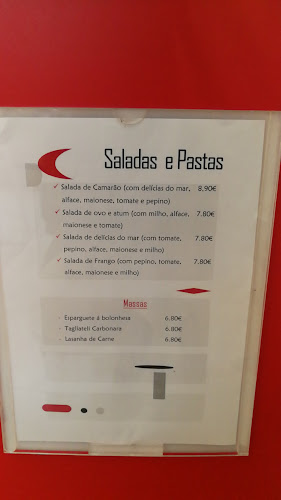 Saladas e Pastas
✓ Salada de Camarão (com delícias do mar, 8,90€
alface, maionese, tomate e pepino)
✓ Salada de ovo e atum (com milho, alface, 7.80€
maionese e tomate)
✓ Salada de delícias do mar (com tomate, 7.80€
pepino, alface, maionese e milho)
✓ Salada de Frango (com pepino, tomate, 7.80€
alface, maionese e milho)
Massas
- Esparguete à bolonhesa 6.80€
- Tagliateli Carbonara 6.80€
- Lasanha de Carne 6.80€